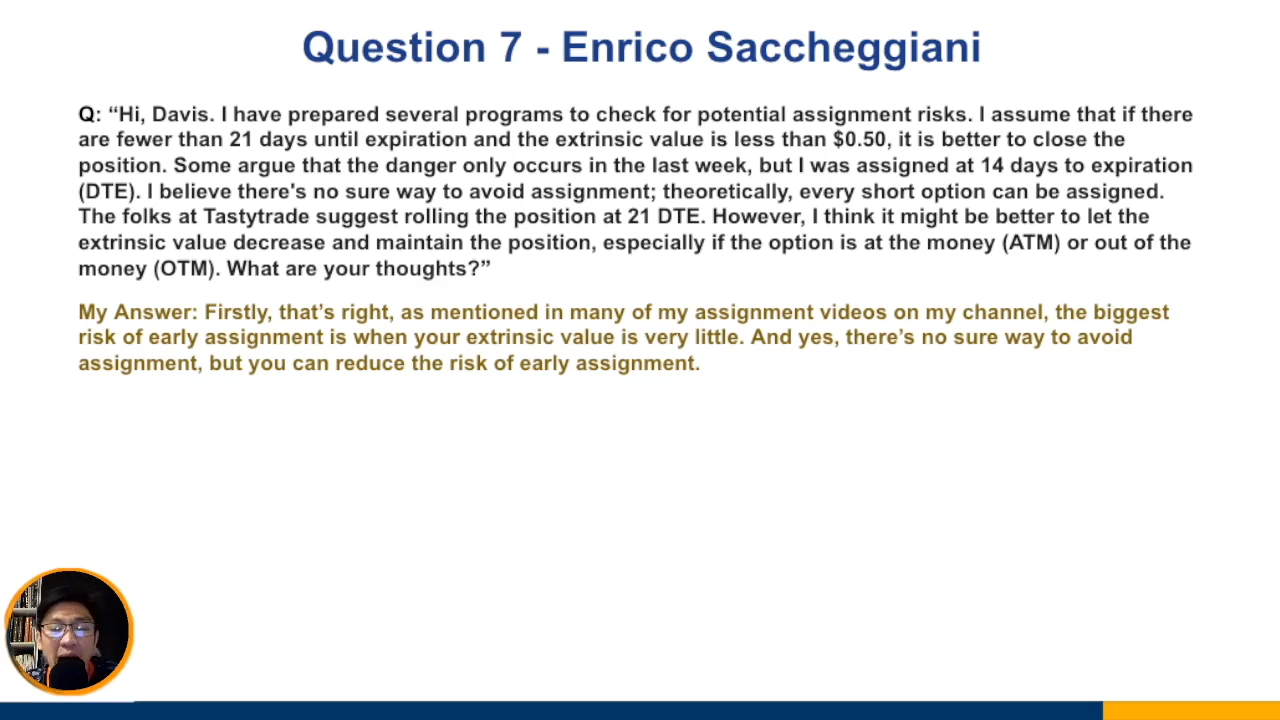 Question 7 - Enrico Saccheggiani
Q: “Hi, Davis. I have prepared several programs to check for potential assignment risks. I assume that if there
are fewer than 21 days until expiration and the extrinsic value is less than $0.50, it is better to close the
position. Some argue that the danger only occurs in the last week, but I was assigned at 14 days to expiration
(DTE). I believe there's no sure way to avoid assignment; theoretically, every short option can be assigned.
The folks at Tastytrade suggest rolling the position at 21 DTE. However, I think it might be better to let the
extrinsic value decrease and maintain the position, especially if the option is at the money (ATM) or out of the
money (OTM). What are your thoughts?”
My Answer: Firstly, that’s right, as mentioned in many of my assignment videos on my channel, the biggest
risk of early assignment is when your extrinsic value is very little. And yes, there’s no sure way to avoid
assignment, but you can reduce the risk of early assignment.